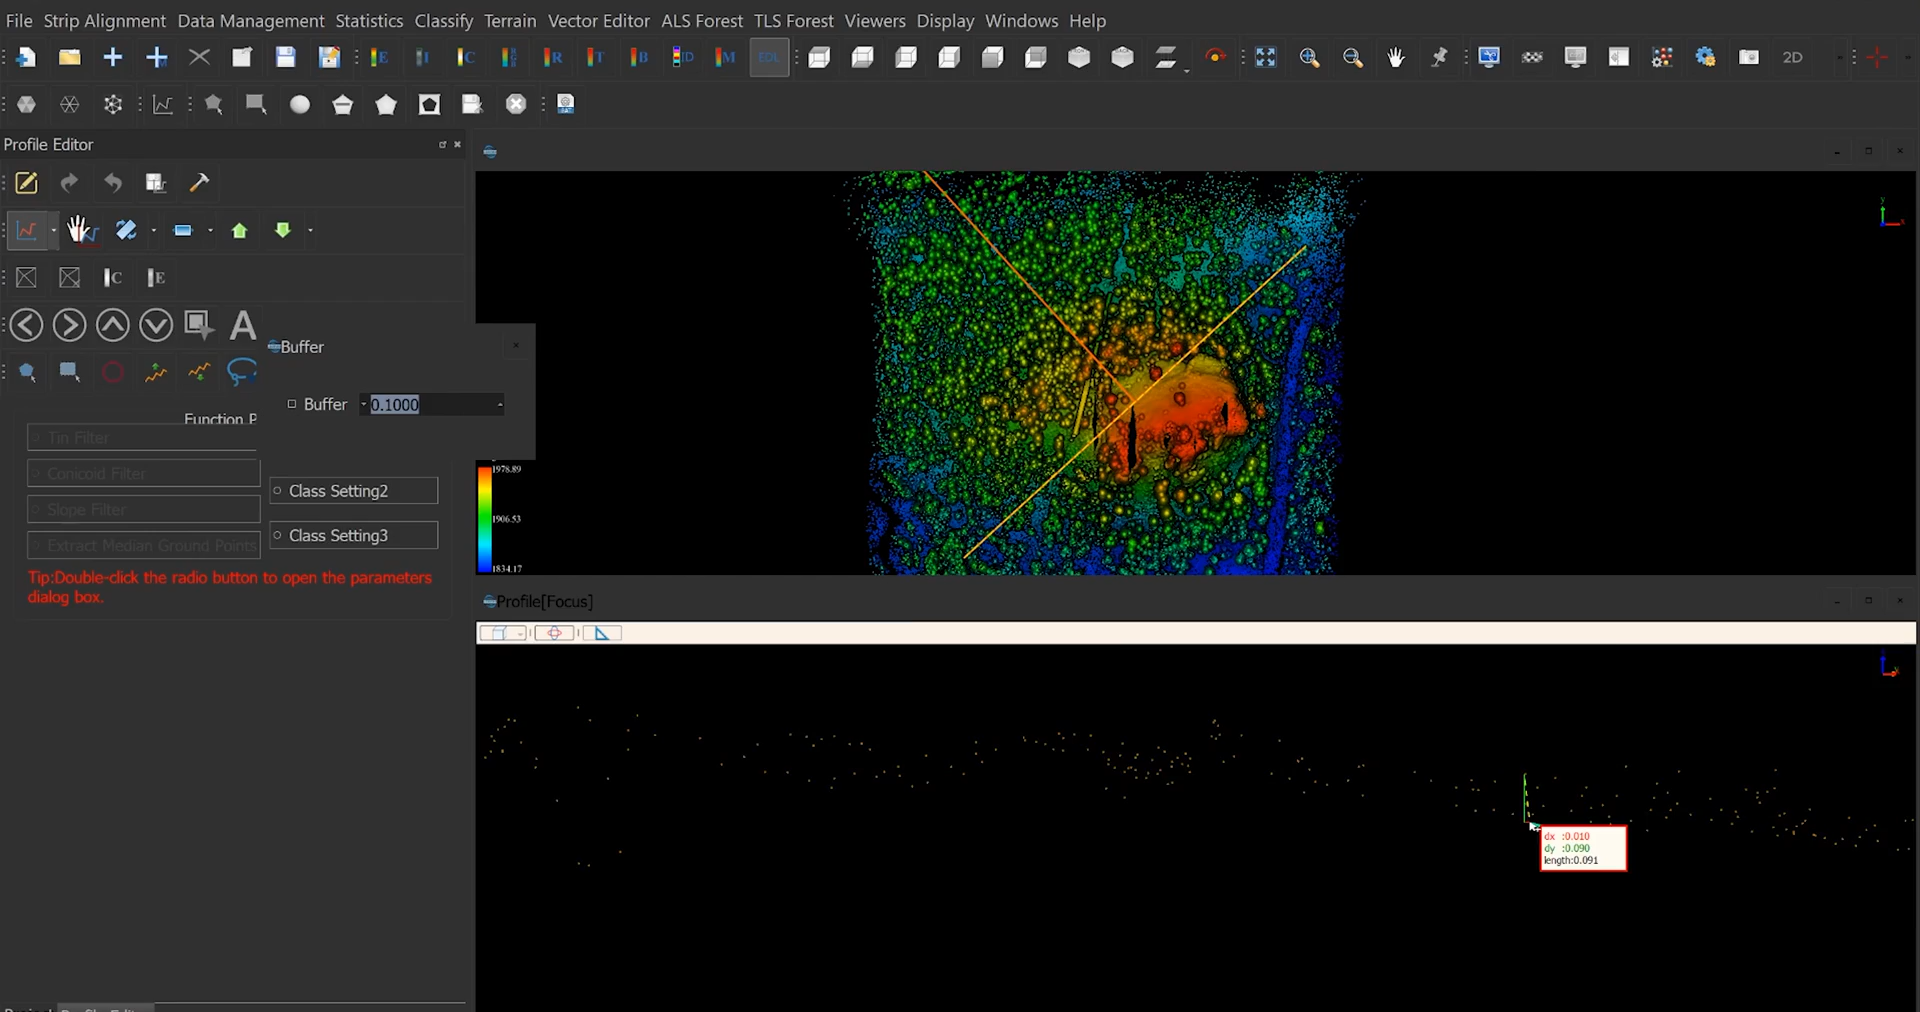 File Strip Alignment Data Management Statistics Classify Terrain Vector Editor ALS Forest TLS Forest Viewers Display Windows Help
E I C R T B ID M EDL 2D
Profile Editor
C E
A
Buffer
Buffer 0.1000
Function P
Tin Filter
Conicoid Filter
Slope Filter
Extract Median Ground Points
Class Setting2
Class Setting3
Tip:Double-click the radio button to open the parameters
dialog box.
1978.89
1906.53
1834.17
Profile[Focus]
dx :0.010
dy :0.090
length:0.091